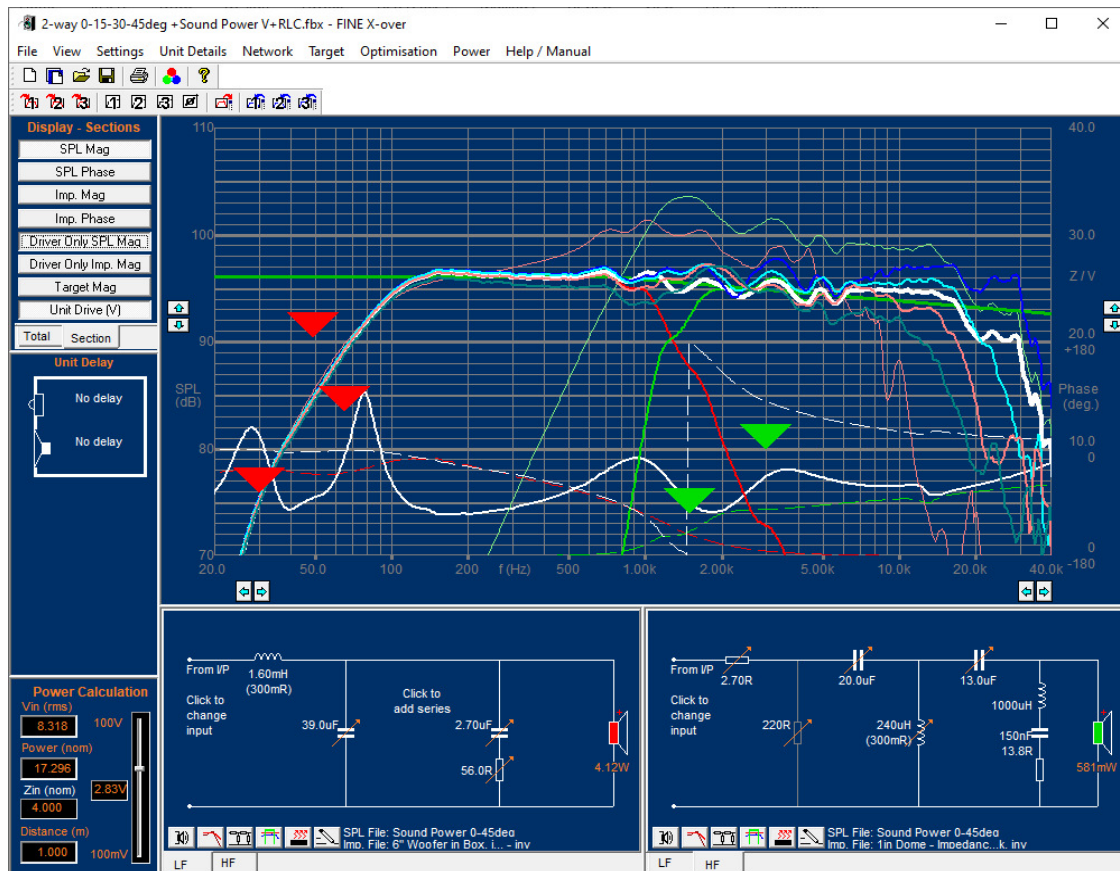 2-way 0-15-30-45deg +Sound Power V+RLC.fbx - FINE X-over
File View Settings Unit Details Network Target Optimisation Power Help / Manual
Display - Sections
SPL Mag
SPL Phase
Imp. Mag
Imp. Phase
Driver Only SPL Mag
Driver Only Imp. Mag
Target Mag
Unit Drive (V)
Total Section
Unit Delay
No delay
No delay
110
100
90
80
70
SPL
(dB)
40.0
30.0
Z / V
20.0
+180
Phase
(deg.)
10.0
0
0
-180
20.0 50.0 100 200 f (Hz) 500 1.00k 2.00k 5.00k 10.0k 20.0k 40.0k
Power Calculation
Vin (rms)
8.318
100V
Power (nom)
17.296
Zin (nom)
2.83V
4.000
Distance (m)
1.000
100mV
From I/P
Click to
change
input
1.60mH
(300mR)
39.0uF
Click to
add series
2.70uF
56.0R
4.12W
SPL File: Sound Power 0-45deg
Imp. File: 6" Woofer in Box. i... - inv
LF HF
From I/P
Click to
change
input
2.70R
220R
20.0uF
240uH
(300mR)
13.0uF
1000uH
150nF
13.8R
581mW
SPL File: Sound Power 0-45deg
Imp. File: 1in Dome - Impedanc...k. inv
LF HF